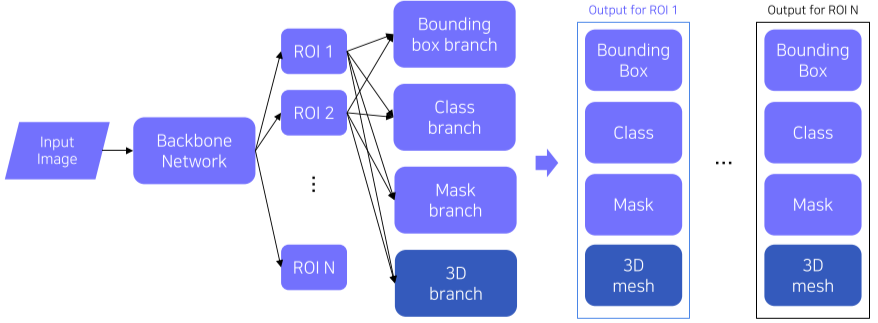 Input
Image
Backbone
Network
ROI 1
ROI 2
⋮
ROI N
Bounding
box branch
Class
branch
Mask
branch
3D
branch
Output for ROI 1
Bounding
Box
Class
Mask
3D
mesh
...
Output for ROI N
Bounding
Box
Class
Mask
3D
mesh